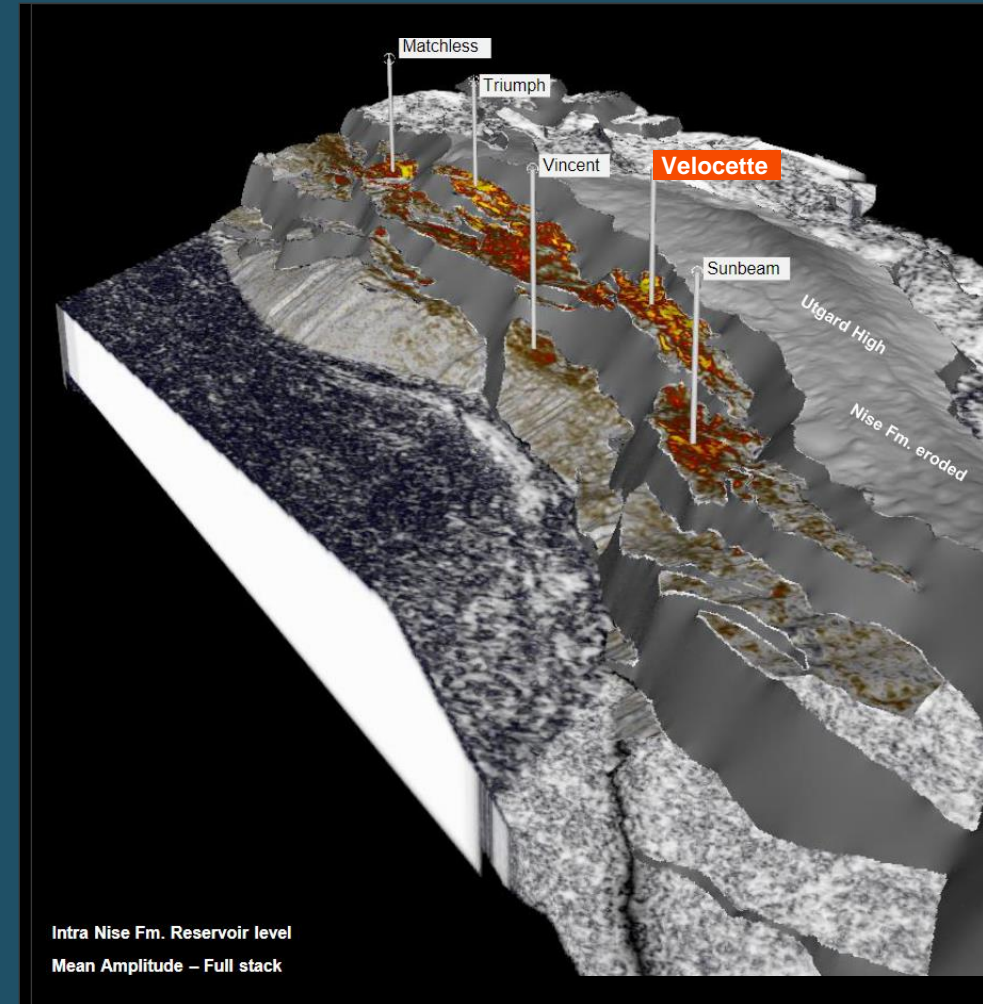 Matchless
Triumph
Vincent
Velocette
Sunbeam
Utgard High
Nise Fm. eroded
Intra Nise Fm. Reservoir level
Mean Amplitude – Full stack